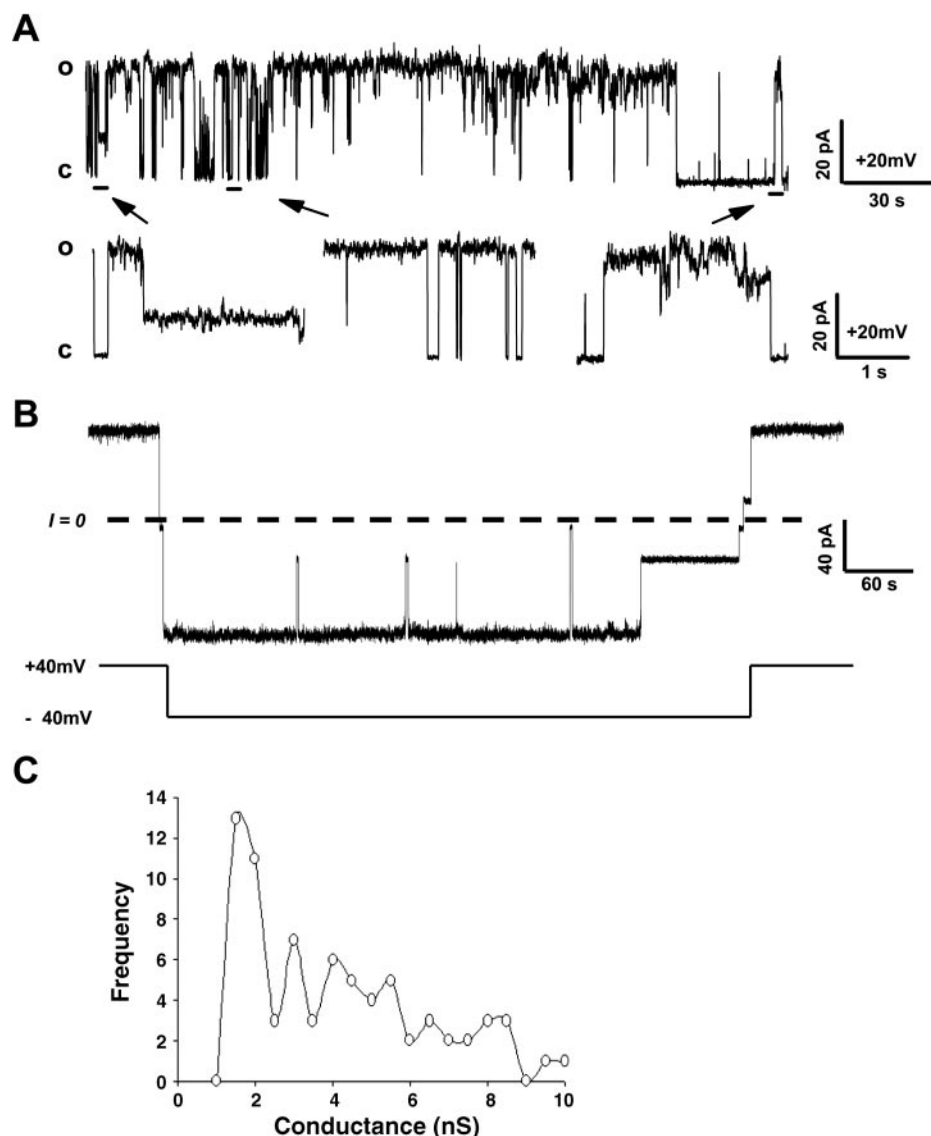 A
O
C
20 pA
+20mV
30 s
O
C
20 pA
+20mV
1 s
B
I = 0
40 pA
60 s
+40mV
- 40mV
C
14
12
10
8
6
4
2
0
Frequency
0 2 4 6 8 10
Conductance (nS)